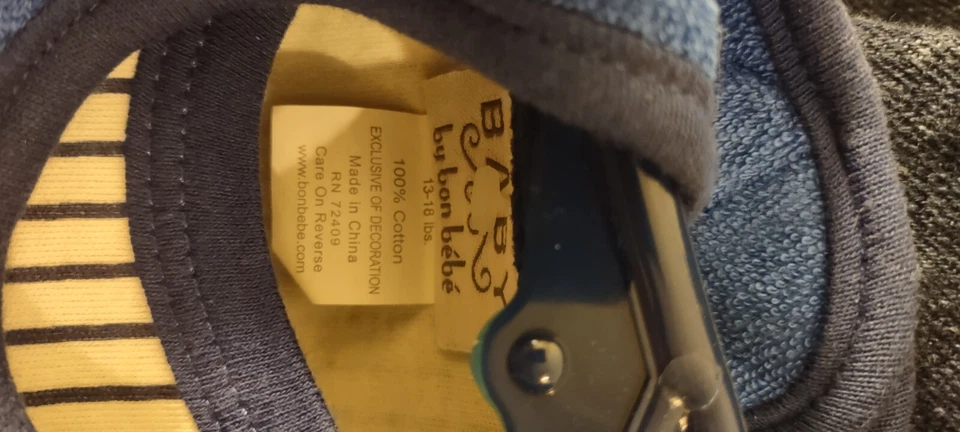 BABY
by bon bébé
13-18 lbs.
100% Cotton
EXCLUSIVE OF DECORATION
Made in China
RN 72409
Care On Reverse
www.bonbebe.com